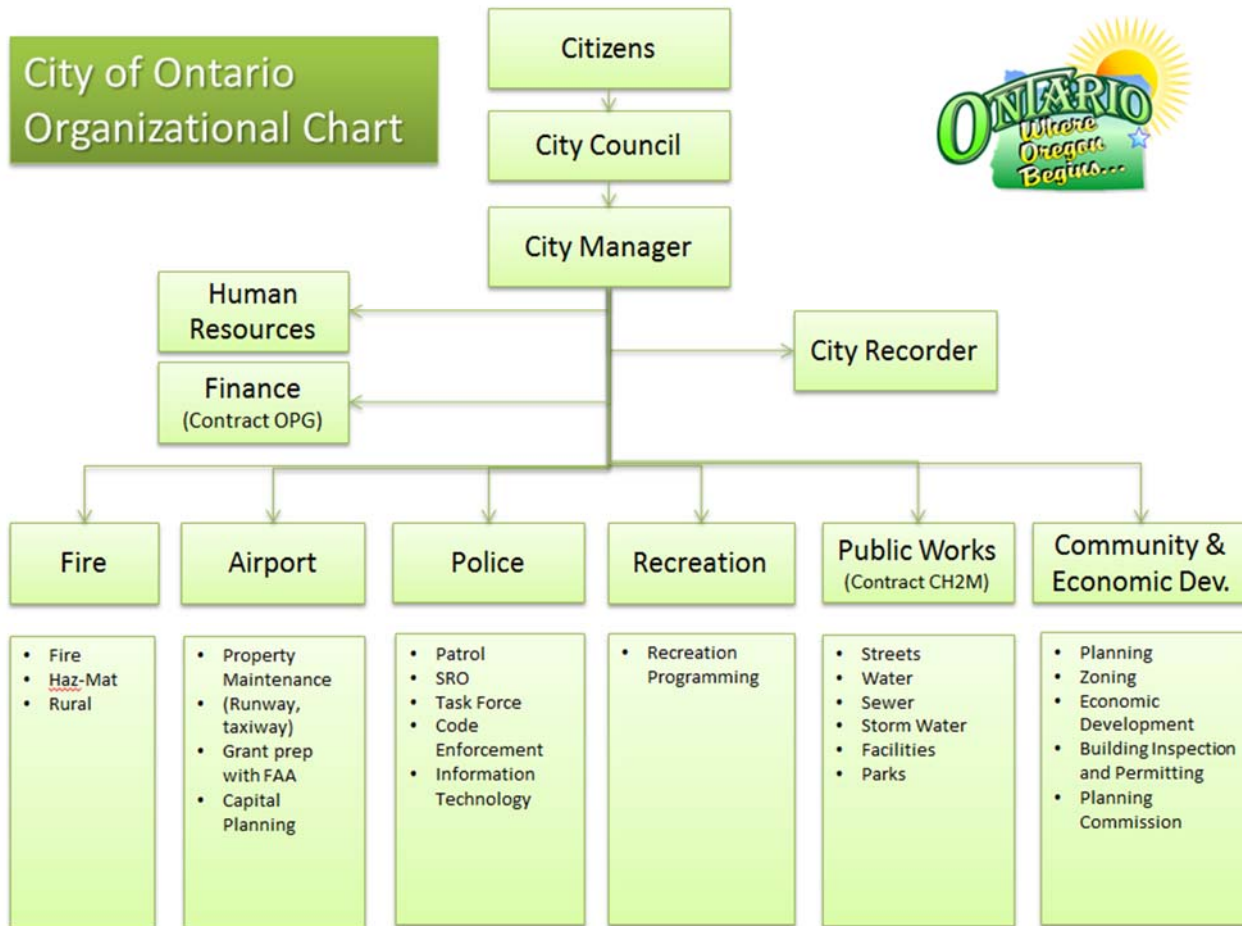 City of Ontario
Organizational Chart
Citizens
City Council
City Manager
ONTARIO
Where
Oregon
Begins...
Human
Resources
Finance
(Contract OPG)
City Recorder
Fire
Airport
Police
Recreation
Public Works
(Contract CH2M)
Community &
Economic Dev.
• Fire
• Haz-Mat
• Rural
• Property
Maintenance
• (Runway,
taxiway)
• Grant prep
with FAA
• Capital
Planning
• Patrol
• SRO
• Task Force
• Code
Enforcement
• Information
Technology
• Recreation
Programming
• Streets
• Water
• Sewer
• Storm Water
• Facilities
• Parks
• Planning
• Zoning
• Economic
Development
• Building Inspection
and Permitting
• Planning
Commission